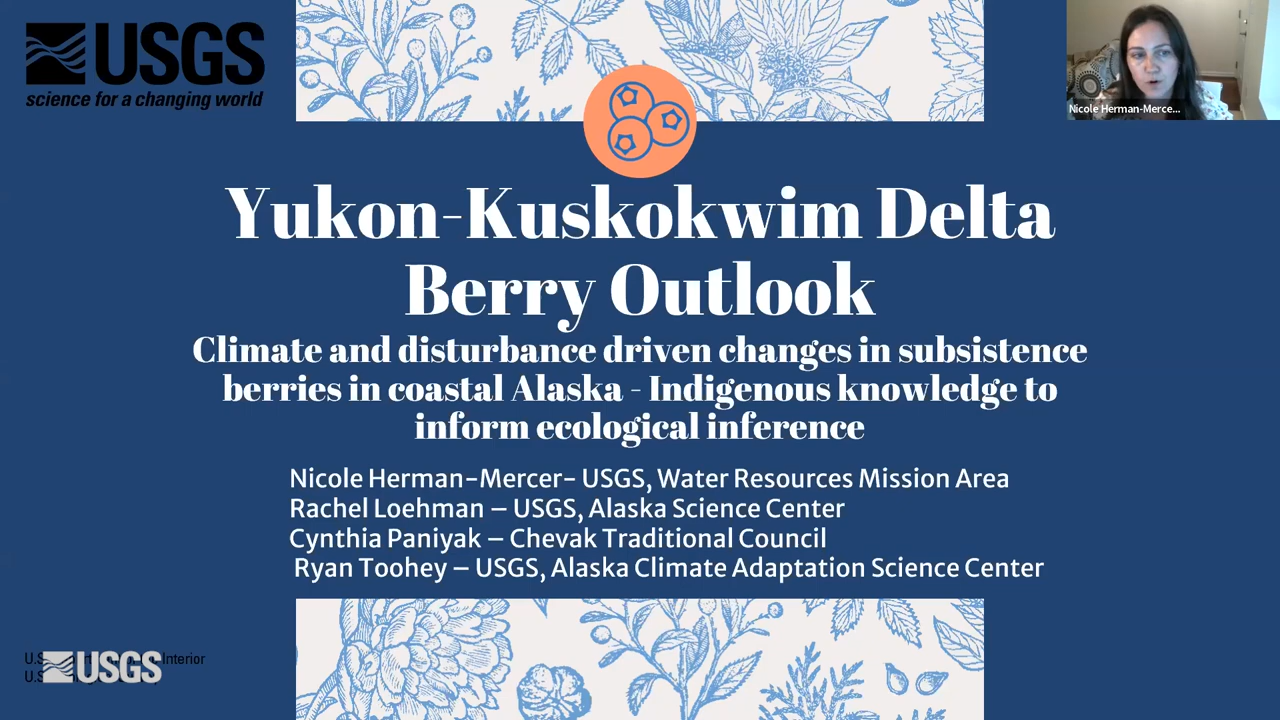 USGS
science for a changing world
Nicole Herman-Merce...
Yukon-Kuskokwim Delta
Berry Outlook
Climate and disturbance driven changes in subsistence
berries in coastal Alaska - Indigenous knowledge to
inform ecological inference
Nicole Herman-Mercer- USGS, Water Resources Mission Area
Rachel Loehman – USGS, Alaska Science Center
Cynthia Paniyak – Chevak Traditional Council
Ryan Toohey – USGS, Alaska Climate Adaptation Science Center
Interior
USGS